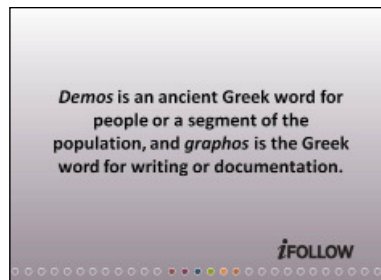 Demos is an ancient Greek word for
people or a segment of the
population, and graphos is the Greek
word for writing or documentation.
iFOLLOW